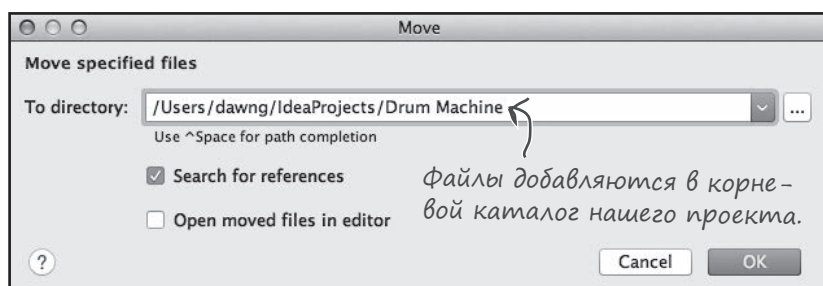 Move
Move specified files
To directory: /Users/dawng/IdeaProjects/Drum Machine ...
Use ^Space for path completion
Search for references
Файлы добавляются в корне-
вой каталог нашего проекта.
Open moved files in editor
? Cancel OK